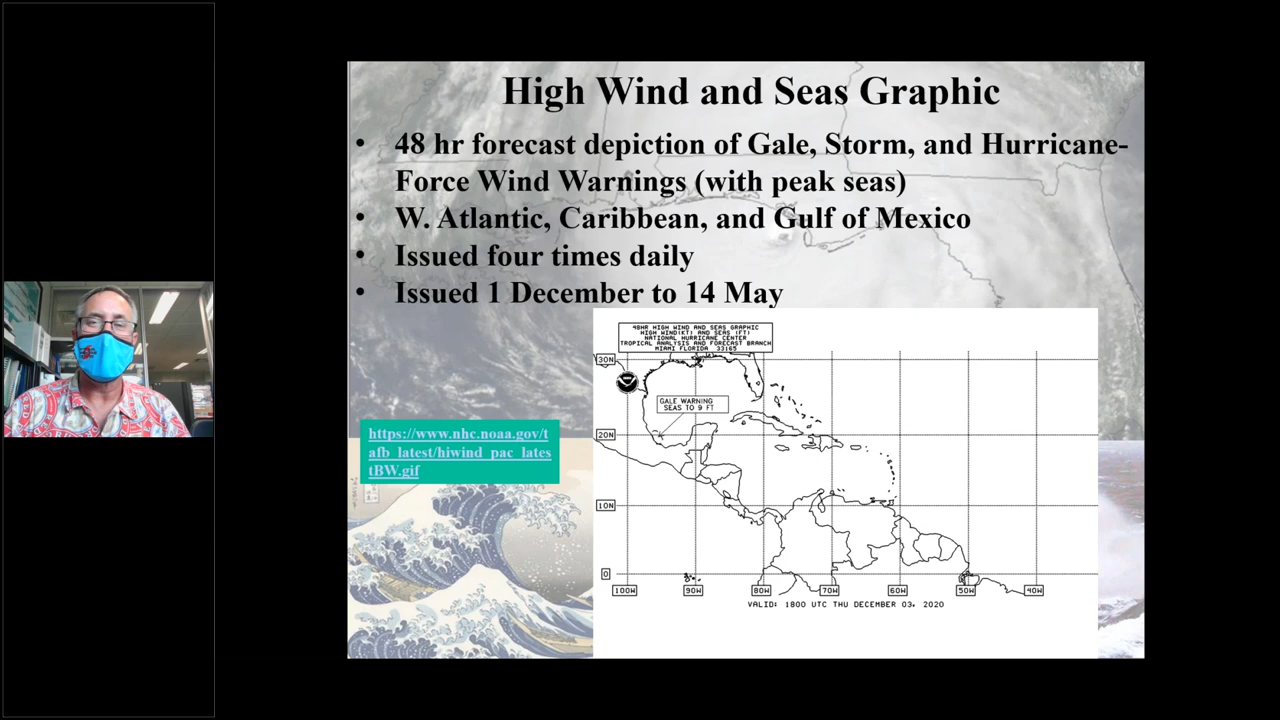 High Wind and Seas Graphic
• 48 hr forecast depiction of Gale, Storm, and Hurricane-
Force Wind Warnings (with peak seas)
• W. Atlantic, Caribbean, and Gulf of Mexico
• Issued four times daily
• Issued 1 December to 14 May
48HR HIGH WIND AND SEAS GRAPHIC
HIGH WIND(KT) AND SEAS (FT)
NATIONAL HURRICANE CENTER
TROPICAL ANALYSIS AND FORECAST BRANCH
MIAMI FLORIDA 33165
30N
GALE WARNING
SEAS TO 9 FT
https://www.nhc.noaa.gov/t
afb_latest/hiwind_pac_lates
tBW.gif
20N
10N
0
100W 90W 80W 70W 60W 50W 40W
VALID: 1800 UTC THU DECEMBER 03, 2020